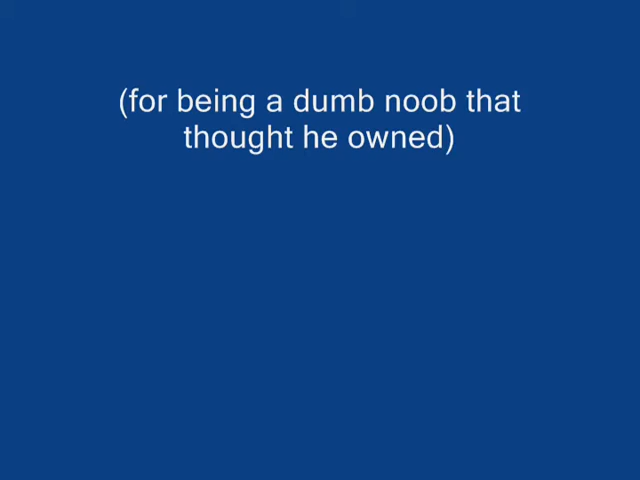 (for being a dumb noob that
thought he owned)